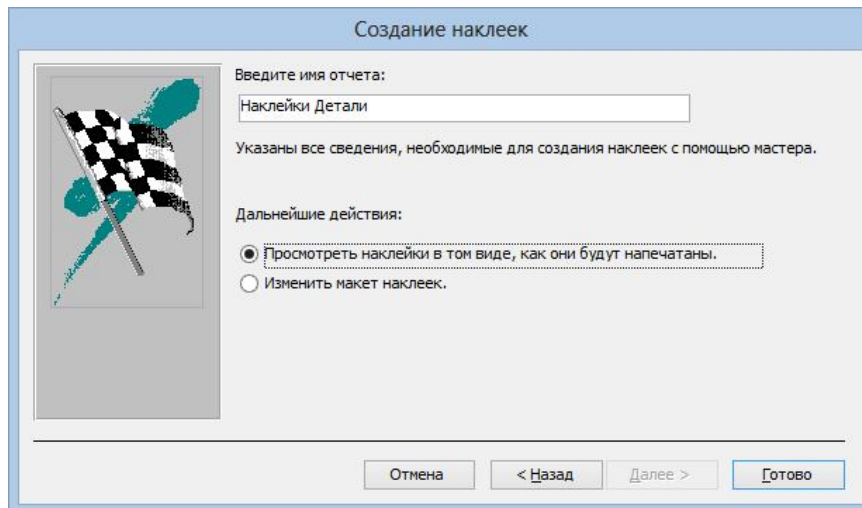 Создание наклеек
Введите имя отчета:
Наклейки Детали
Указаны все сведения, необходимые для создания наклеек с помощью мастера.
Дальнейшие действия:
Просмотреть наклейки в том виде, как они будут напечатаны.
Изменить макет наклеек.
Отмена < Назад Далее > Готово